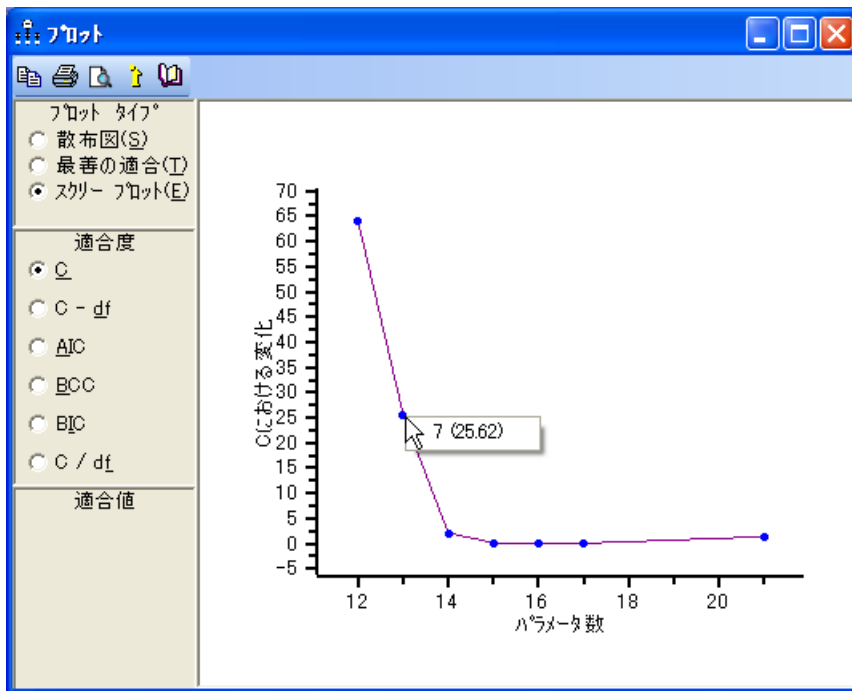 プロット
プロット タイプ
散布図(S)
最善の適合(T)
スクリー プロット(E)
適合度
C
C - df
AIC
BCC
BIC
C / df
適合値
Cにおける変化
70
65
60
55
50
45
40
35
30
25
20
15
10
5
0
-5
7 (25.62)
12
14
16
18
20
パラメータ数